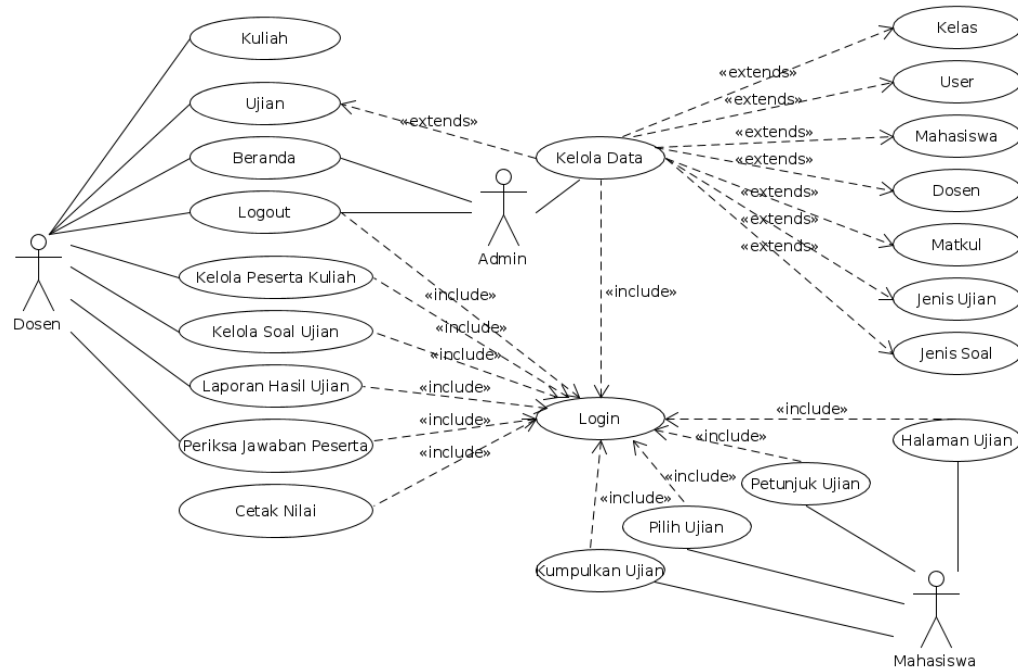 Kuliah
Kelas
«extends»
User
Ujian
«extends»
«extends»
«extends»
Mahasiswa
Beranda
Kelola Data
«extends»
Dosen
Logout
«extends»
Admin
«extends»
Matkul
«extends»
Kelola Peserta Kuliah
«include»
«include»
Jenis Ujian
Dosen
Kelola Soal Ujian
«include»
Jenis Soal
«include»
Laporan Hasil Ujian
«include»
«include»
Login
«include»
Halaman Ujian
Periksa Jawaban Peserta
«include»
«include»
«include»
Petunjuk Ujian
Cetak Nilai
«include»
Pilih Ujian
Kumpulkan Ujian
Mahasiswa